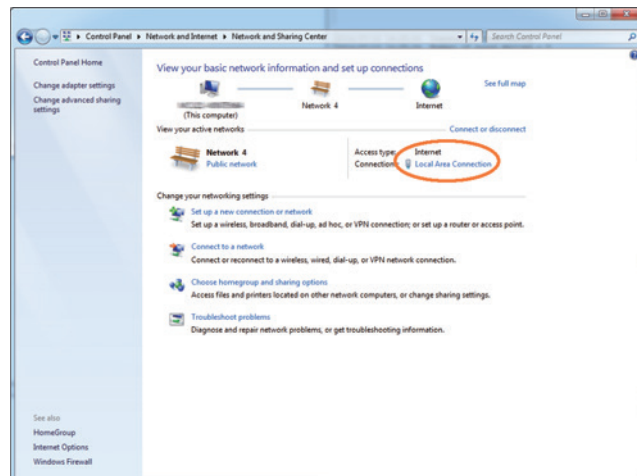 Control Panel ▸ Network and Internet ▸ Network and Sharing Center
Search Control Panel
Control Panel Home
Change adapter settings
Change advanced sharing
settings
View your basic network information and set up connections
See full map
(This computer)
Network 4
Internet
View your active networks
Connect or disconnect
Network 4
Public network
Access type:
Internet
Connections:
Local Area Connection
Change your networking settings
Set up a new connection or network
Set up a wireless, broadband, dial-up, ad hoc, or VPN connection; or set up a router or access point.
Connect to a network
Connect or reconnect to a wireless, wired, dial-up, or VPN network connection.
Choose homegroup and sharing options
Access files and printers located on other network computers, or change sharing settings.
Troubleshoot problems
Diagnose and repair network problems, or get troubleshooting information.
See also
HomeGroup
Internet Options
Windows Firewall